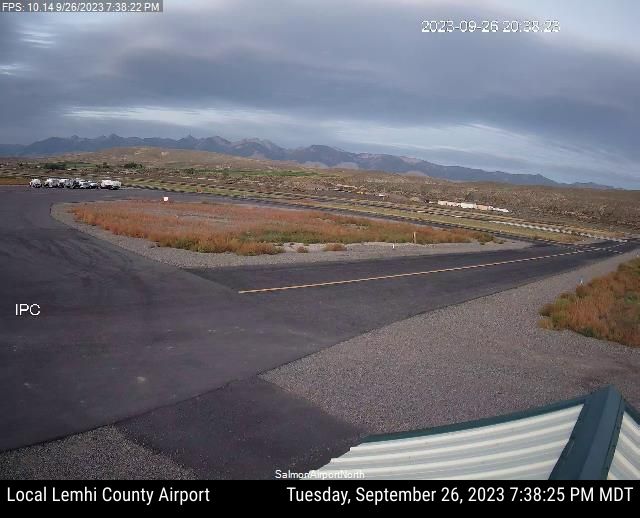 FPS: 10.14 9/26/2023 7:38:22 PM
2023-09-26 20:38:23
IPC
SalmonAirportNorth
Local Lemhi County Airport
Tuesday, September 26, 2023 7:38:25 PM MDT